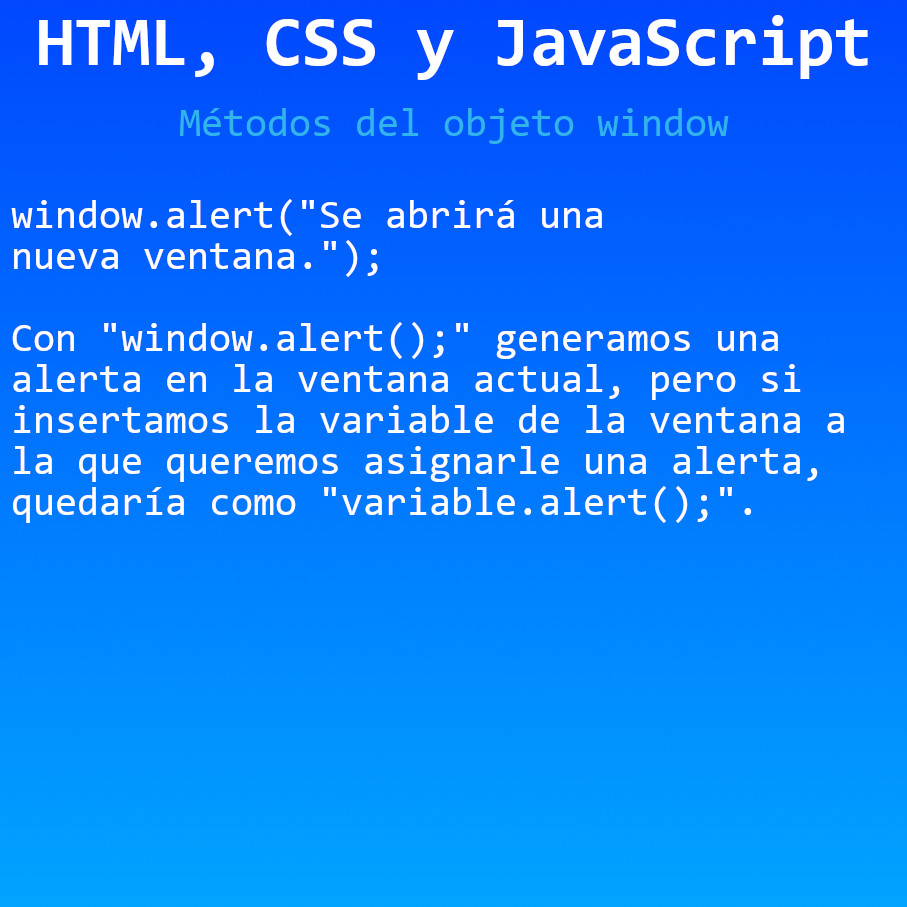 HTML, CSS y JavaScript
Métodos del objeto window
window.alert("Se abrirá una
nueva ventana.");
Con "window.alert();" generamos una
alerta en la ventana actual, pero si
insertamos la variable de la ventana a
la que queremos asignarle una alerta,
quedaría como "variable.alert();".